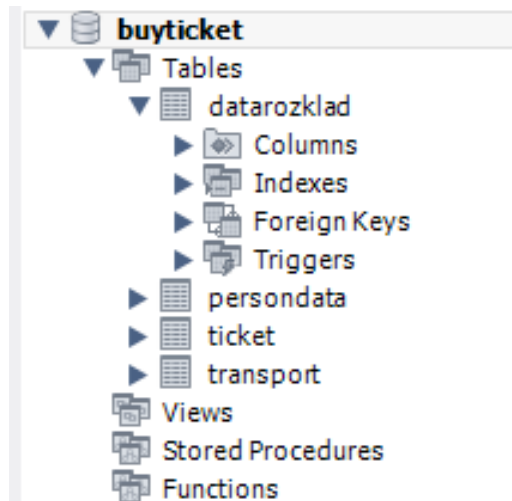 buyticket
Tables
datarozklad
Columns
Indexes
Foreign Keys
Triggers
persondata
ticket
transport
Views
Stored Procedures
Functions